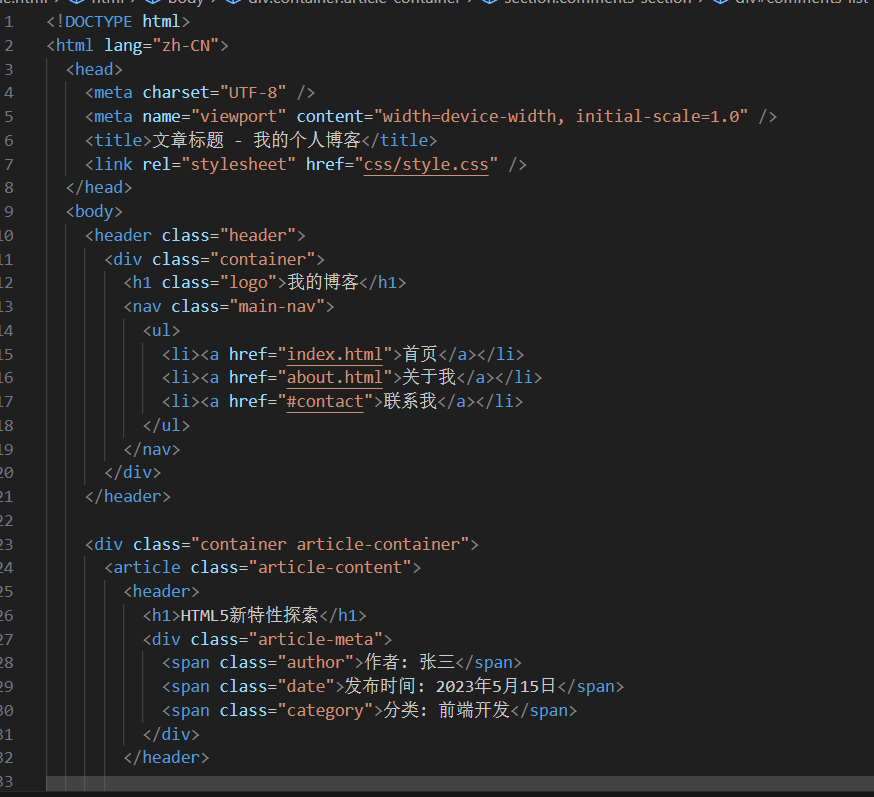 html › body › div.container.article-container › section.comments-section › div#comments-list
1 <!DOCTYPE html>
2 <html lang="zh-CN">
3 <head>
4 <meta charset="UTF-8" />
5 <meta name="viewport" content="width=device-width, initial-scale=1.0" />
6 <title>文章标题 - 我的个人博客</title>
7 <link rel="stylesheet" href="css/style.css" />
8 </head>
9 <body>
10 <header class="header">
11 <div class="container">
12 <h1 class="logo">我的博客</h1>
13 <nav class="main-nav">
14 <ul>
15 <li><a href="index.html">首页</a></li>
16 <li><a href="about.html">关于我</a></li>
17 <li><a href="#contact">联系我</a></li>
18 </ul>
19 </nav>
20 </div>
21 </header>
22
23 <div class="container article-container">
24 <article class="article-content">
25 <header>
26 <h1>HTML5新特性探索</h1>
27 <div class="article-meta">
28 <span class="author">作者: 张三</span>
29 <span class="date">发布时间: 2023年5月15日</span>
30 <span class="category">分类: 前端开发</span>
31 </div>
32 </header>
33